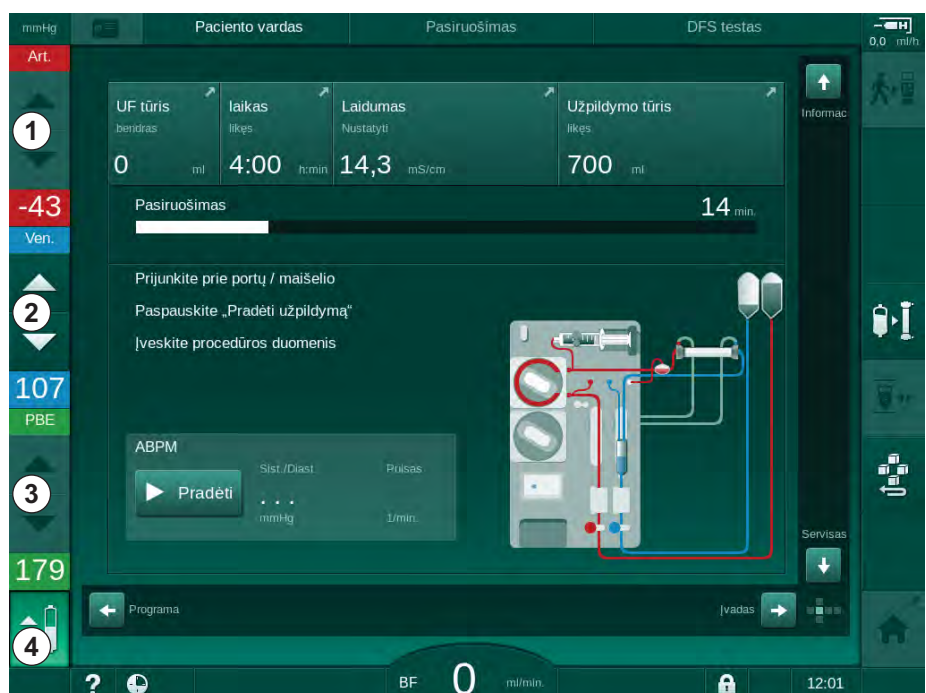 mmHg
Paciento vardas
Pasiruošimas
DFS testas
0,0 ml/h
Art.
1
-43
Ven.
2
107
PBE
3
179
4
UF tūris
bendras
0 ml
laikas
likęs
4:00 h:min
Laidumas
Nustatyti
14,3 mS/cm
Užpildymo tūris
likęs
700 ml
Informac
Pasiruošimas
14 min.
Prijunkite prie portų / maišelio
Paspauskite „Pradėti užpildymą“
Įveskite procedūros duomenis
ABPM
Pradėti
Sist./Diast.
. . .
mmHg
Pulsas
1/min.
Servisas
Programa
Įvadas
?
BF 0 ml/min.
12:01